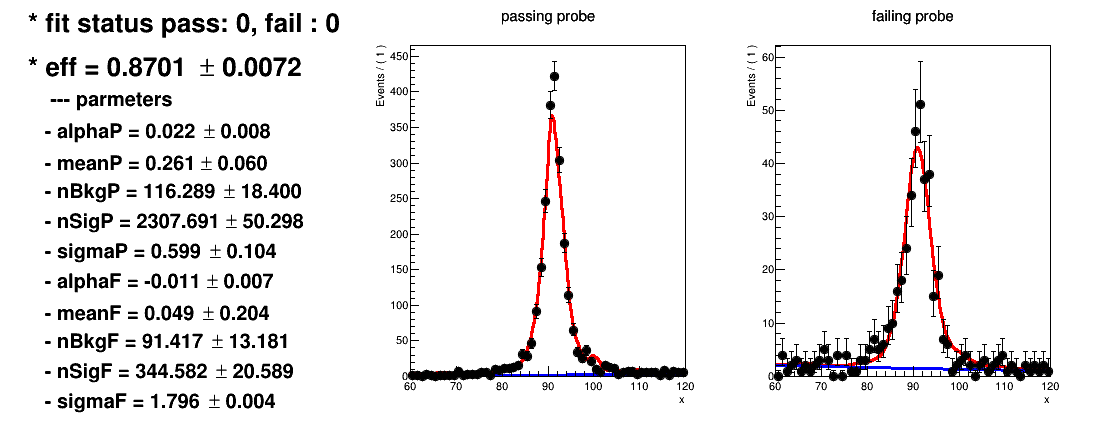 * fit status pass: 0, fail : 0
* eff = 0.8701 ± 0.0072
--- parmeters
- alphaP = 0.022 ± 0.008
- meanP = 0.261 ± 0.060
- nBkgP = 116.289 ± 18.400
- nSigP = 2307.691 ± 50.298
- sigmaP = 0.599 ± 0.104
- alphaF = -0.011 ± 0.007
- meanF = 0.049 ± 0.204
- nBkgF = 91.417 ± 13.181
- nSigF = 344.582 ± 20.589
- sigmaF = 1.796 ± 0.004
passing probe
Events / ( 1 )
450
400
350
300
250
200
150
100
50
0
60 70 80 90 100 110 120
x
failing probe
Events / ( 1 )
60
50
40
30
20
10
0
60 70 80 90 100 110 120
x